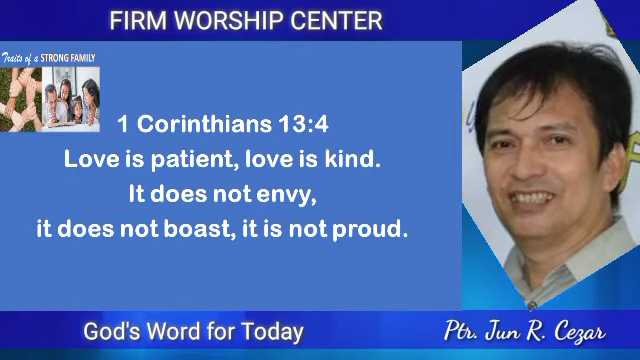 FIRM WORSHIP CENTER
Traits of a STRONG FAMILY
1 Corinthians 13:4
Love is patient, love is kind.
It does not envy,
it does not boast, it is not proud.
God's Word for Today
Ptr. Jun R. Cezar